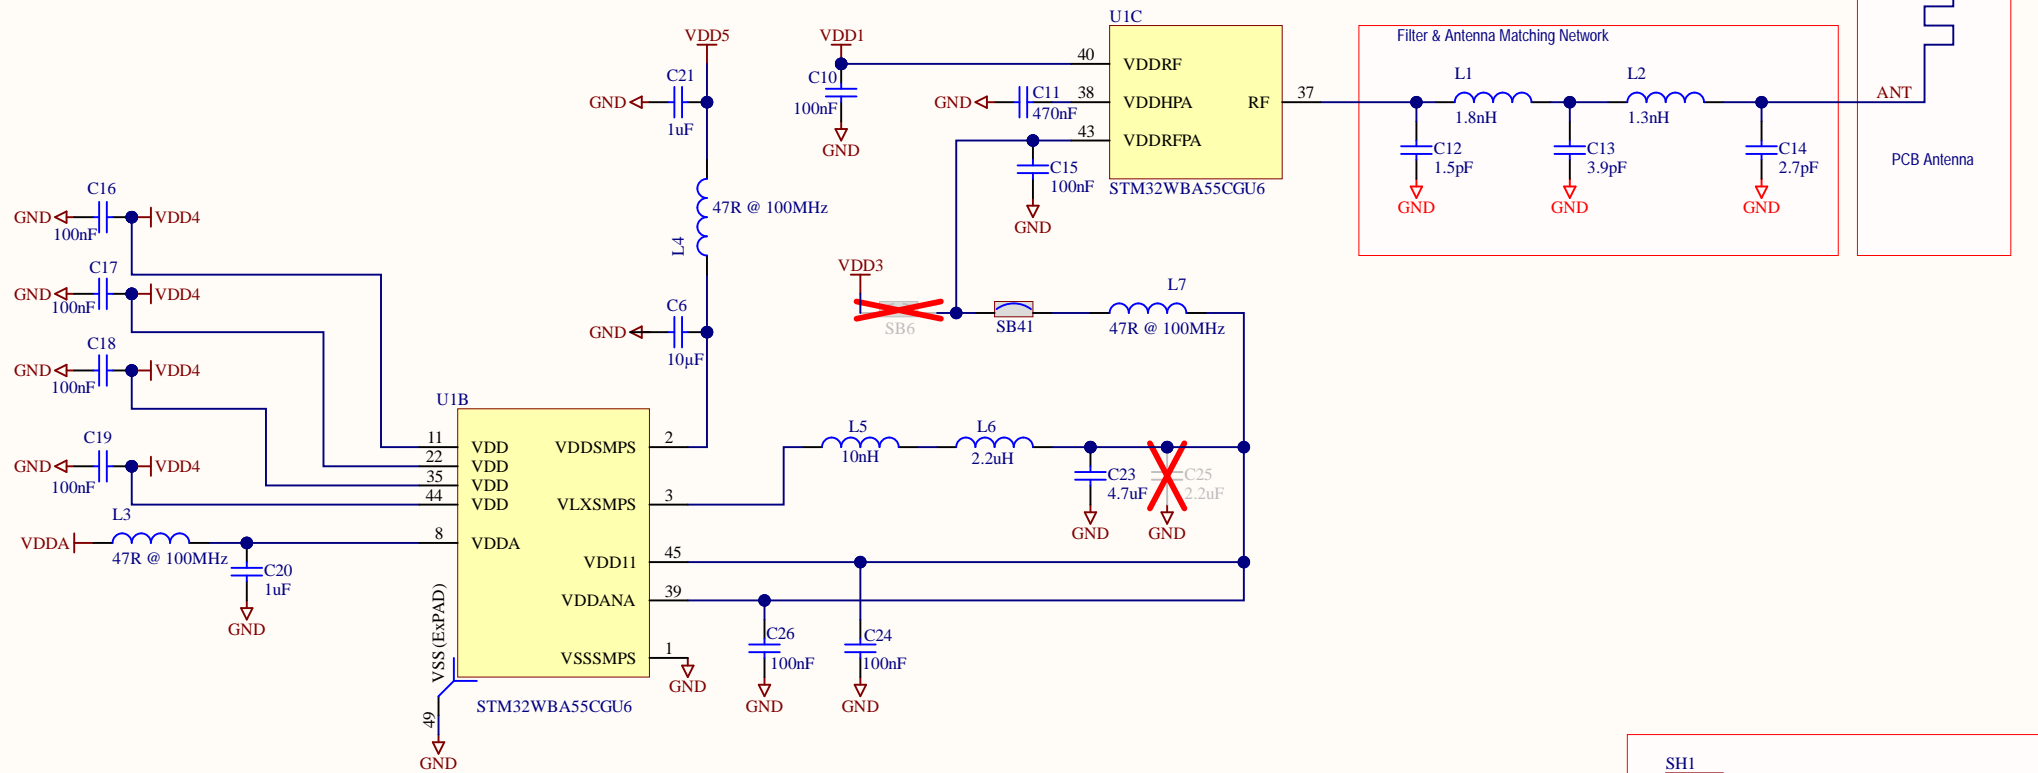 U1C
VDD5
VDD1
Filter & Antenna Matching Network
40
VDDRF
C21
C10
100nF
L1
L2
GND
1uF
GND
C11
470nF
38
VDDHPA
RF
37
1.8nH
1.3nH
ANT
43
VDDRFPA
GND
C12
1.5pF
C13
3.9pF
C14
2.7pF
PCB Antenna
C15
100nF
STM32WBA55CGU6
GND
GND
GND
GND
C16
GND
VDD4
100nF
47R @ 100MHz
L4
C17
GND
VDD4
100nF
VDD3
SB6
SB41
L7
47R @ 100MHz
C6
GND
10µF
C18
GND
VDD4
100nF
U1B
C19
GND
VDD4
100nF
11
VDD
VDDSMPS
2
22
VDD
35
VDD
44
VDD
VLXSMPS
3
L5
10nH
L6
2.2uH
C23
4.7uF
C25
2.2uF
GND
GND
L3
VDDA
47R @ 100MHz
8
VDDA
C20
1uF
GND
VDD11
45
VDDANA
39
C26
100nF
C24
100nF
VSSSMPS
1
GND
GND
GND
VSS (ExPAD)
49
GND
STM32WBA55CGU6
SH1